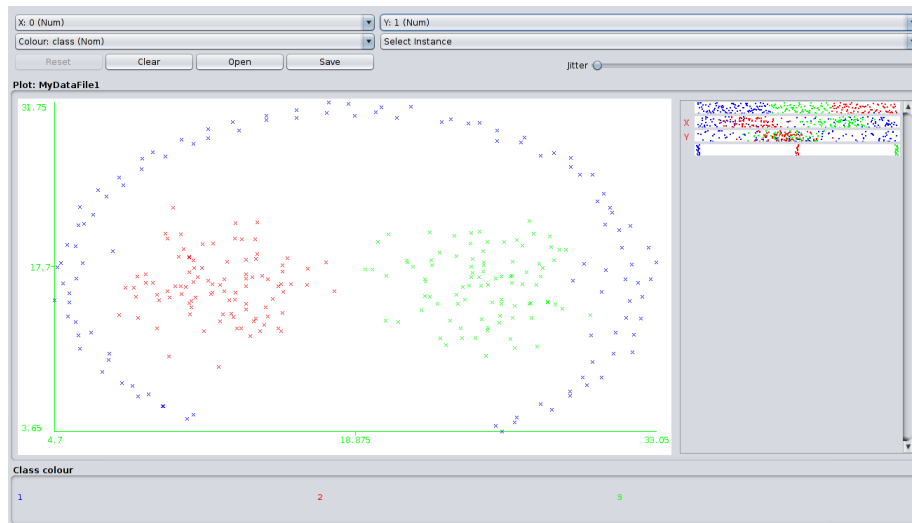 X: 0 (Num)
Y: 1 (Num)
Colour: class (Nom)
Select Instance
Reset
Clear
Open
Save
Jitter
Plot: MyDataFile1
31.75
17.7
3.65
4.7
18.875
33.05
X
Y
Class colour
1
2
3